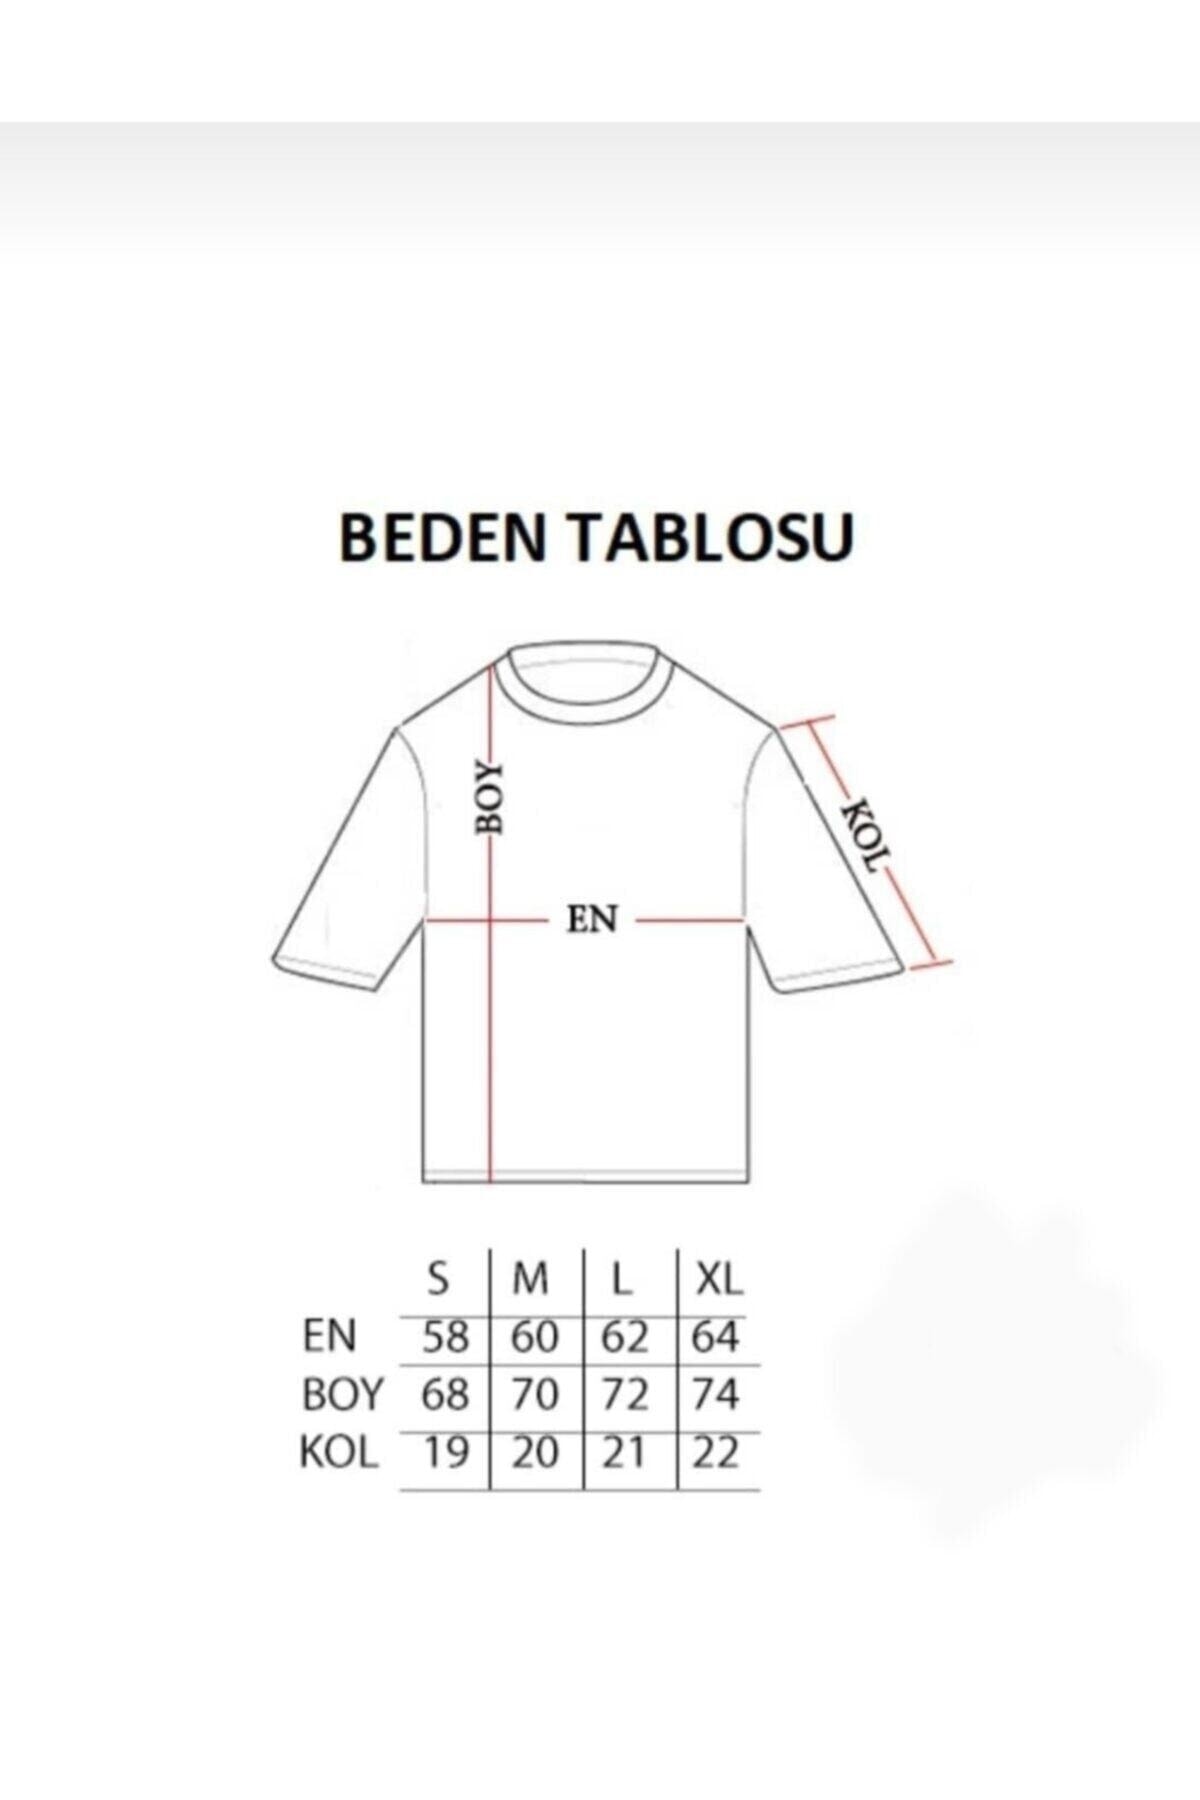 BEDEN TABLOSU
BOY
KOL
EN
S M L XL
EN 58 60 62 64
BOY 68 70 72 74
KOL 19 20 21 22